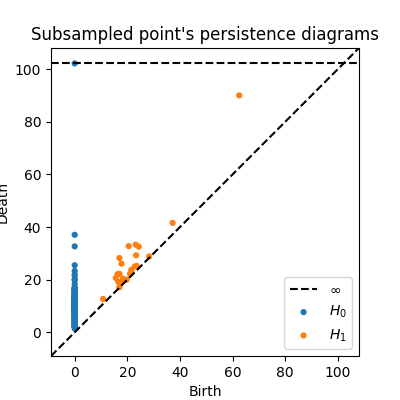 Subsampled point's persistence diagrams
Death
100
80
60
40
20
0
0 20 40 60 80 100
Birth
∞
H₀
H₁